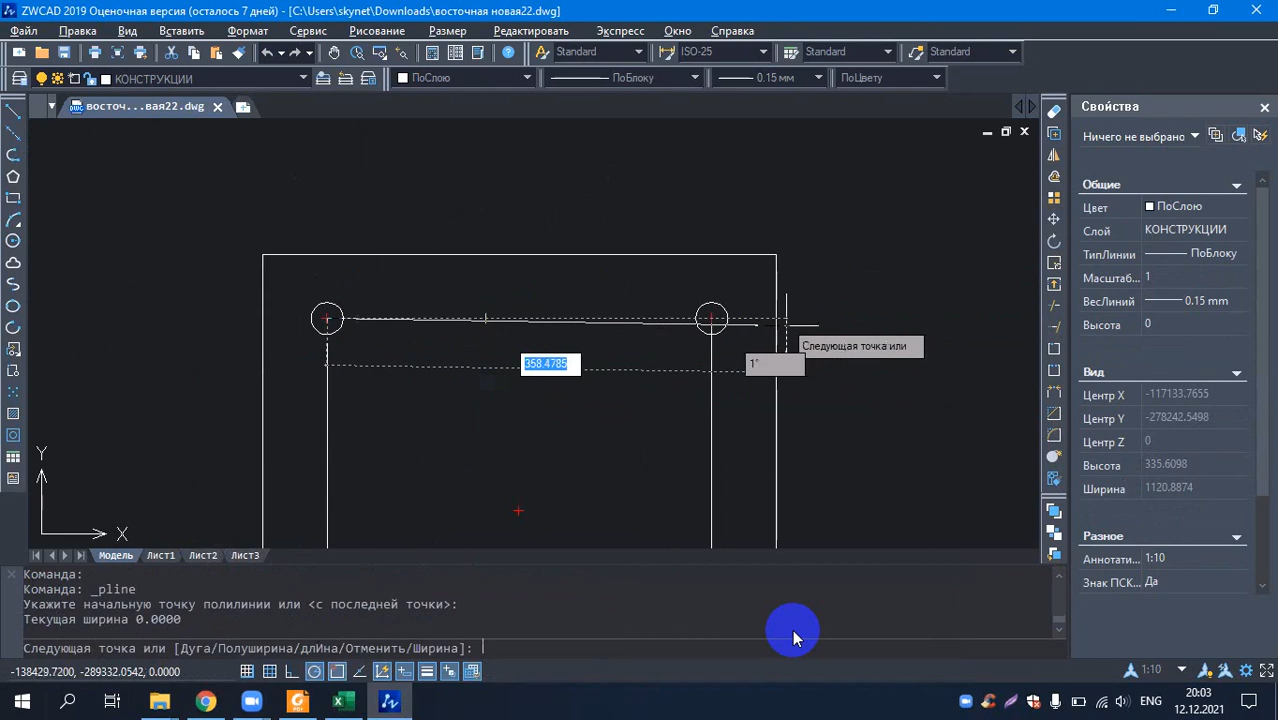 ZWCAD 2019 Оценочная версия (осталось 7 дней) - [C:\Users\skynet\Downloads\восточная новая22.dwg]
Файл Правка Вид Вставить Формат Сервис Рисование Размер Редактировать Экспресс Окно Справка
Standard ISO-25 Standard Standard
КОНСТРУКЦИИ ПоСлою ПоБлоку 0.15 мм ПоЦвету
восточ...вая22.dwg
Свойства
Ничего не выбрано
Общие
Цвет ПоСлою
Слой КОНСТРУКЦИИ
ТипЛинии ПоБлоку
Масштаб... 1
ВесЛиний 0.15 mm
Высота 0
Следующая точка или
358.4785 1°
Вид
Центр X -117133.7655
Центр Y -278242.5498
Центр Z 0
Высота 335.6098
Ширина 1120.8874
Разное
Аннотати... 1:10
Знак ПСК... Да
Y
X
Модель Лист1 Лист2 Лист3
Команда:
Команда: _pline
Укажите начальную точку полилинии или <с последней точки>:
Текущая ширина 0.0000
Следующая точка или [Дуга/Полуширина/длИна/Отменить/Ширина]:
-138429.7200, -289332.0542, 0.0000
1:10
ENG
20:03
12.12.2021